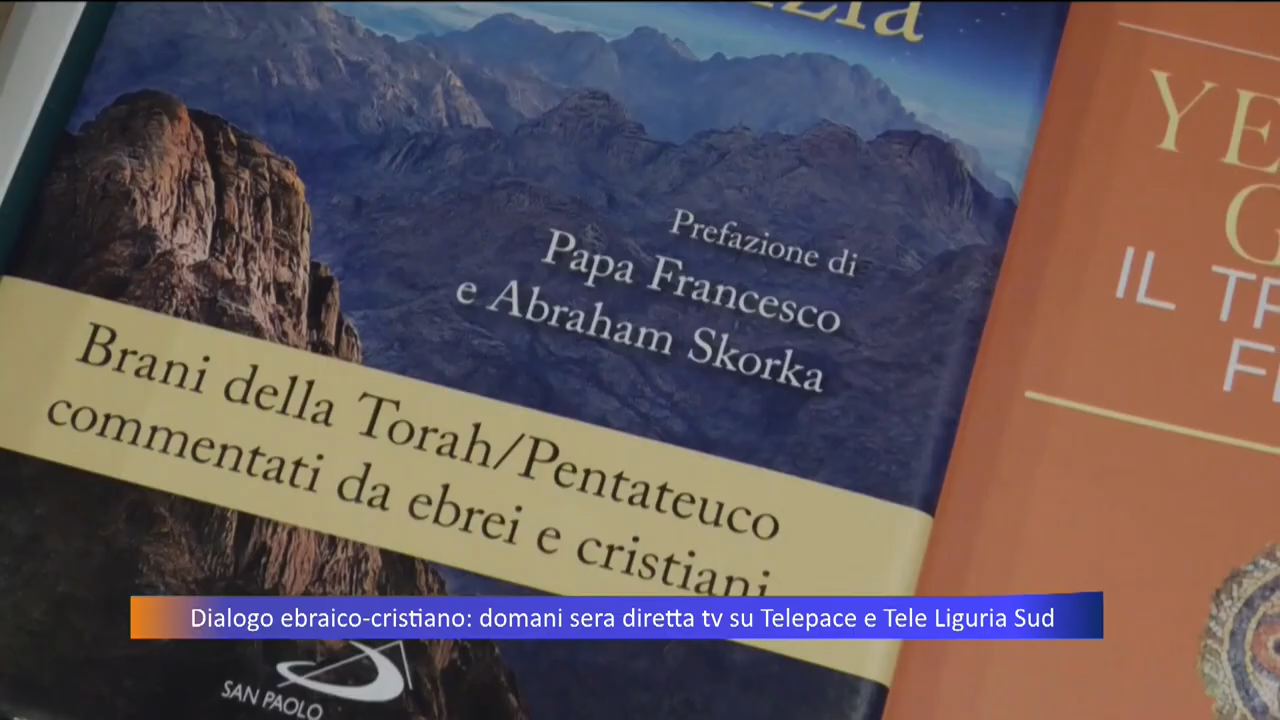 Prefazione di
Papa Francesco
e Abraham Skorka
Brani della Torah/Pentateuco
commentati da ebrei e cristiani
SAN PAOLO
IL
Dialogo ebraico-cristiano: domani sera diretta tv su Telepace e Tele Liguria Sud